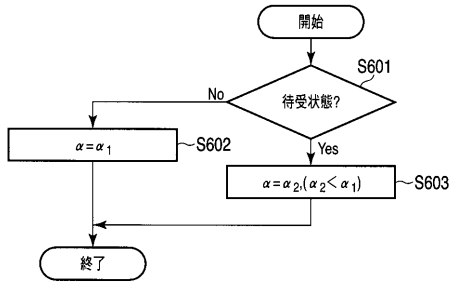 開始
S601
待受状態?
No
Yes
α=α1
S602
α=α2,(α2<α1)
S603
終了